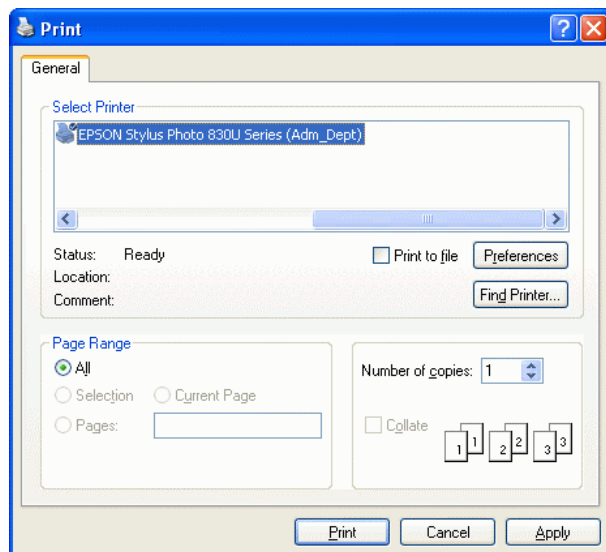 Print
General
Select Printer
EPSON Stylus Photo 830U Series (Adm_Dept)
Status: Ready
Print to file
Preferences
Location:
Comment:
Find Printer...
Page Range
All
Selection
Current Page
Pages:
Number of copies: 1
Collate
1 1 2 2 3 3
Print
Cancel
Apply